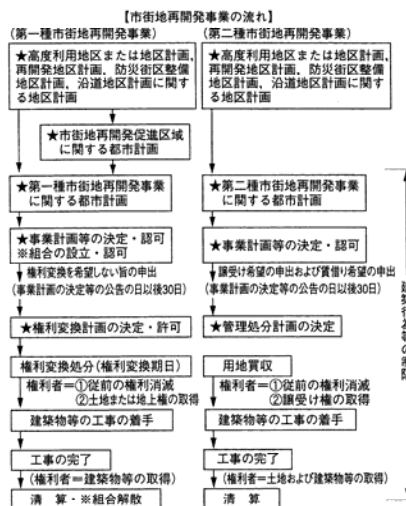 【市街地再開発事業の流れ】
(第一種市街地再開発事業)
★高度利用地区または地区計画,
再開発地区計画,防災街区整備
地区計画,沿道地区計画に関す
る地区計画
★市街地再開発促進区域
に関する都市計画
★第一種市街地再開発事業
に関する都市計画
★事業計画等の決定・認可
※組合の設立・認可
権利変換を希望しない旨の申出
(事業計画の決定等の公告の日以後30日)
★権利変換計画の決定・許可
権利変換処分(権利変換期日)
権利者=①従前の権利消滅
②土地または地上権の取得
建築物等の工事の着手
工事の完了
(権利者=建築物等の取得)
清算・※組合解散
(第二種市街地再開発事業)
★高度利用地区または地区計画,
再開発地区計画,防災街区整備
地区計画,沿道地区計画に関す
る地区計画
★第二種市街地再開発事業
に関する都市計画
★事業計画等の決定・認可
譲受け希望の申出および賃借り希望の申出
(事業計画の決定等の公告の日以後30日)
★管理処分計画の決定
用地買収
権利者=①従前の権利消滅
②譲受け権の取得
建築物等の工事の着手
工事の完了
(権利者=土地および建築物等の取得)
清算
建築行為等の制限